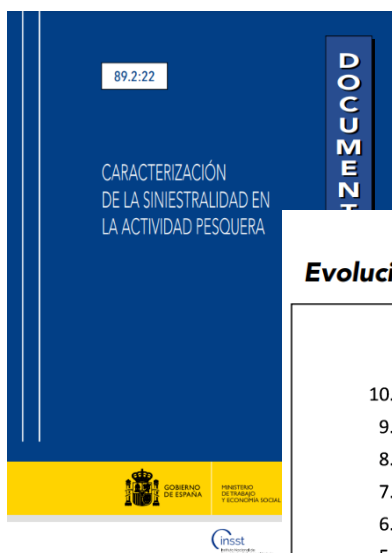 89.2:22
DOCUMENT
CARACTERIZACIÓN
DE LA SINIESTRALIDAD EN
LA ACTIVIDAD PESQUERA
Evoluci
10.
9.
8.
7.
6.
GOBIERNO
DE ESPAÑA
MINISTERIO
DE TRABAJO
Y ECONOMÍA SOCIAL
insst